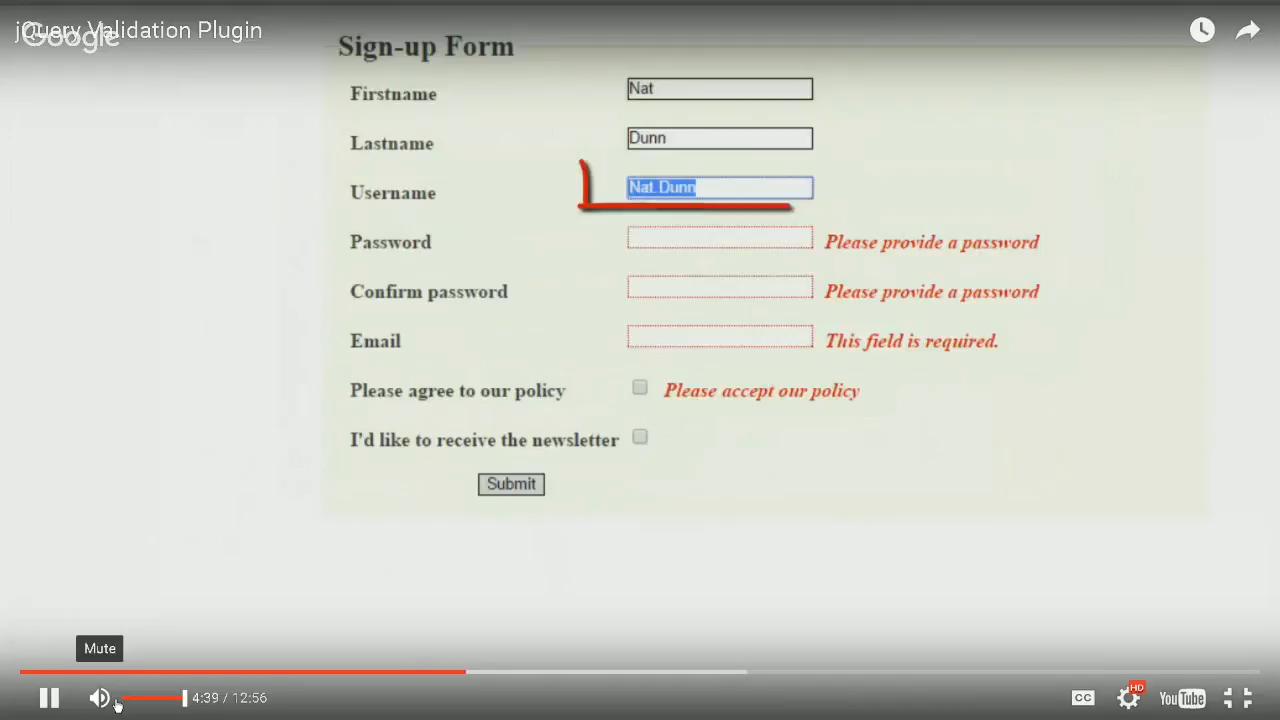 jQuery Validation Plugin
Google
Sign-up Form
Firstname Nat
Lastname Dunn
Username Nat.Dunn
Password Please provide a password
Confirm password Please provide a password
Email This field is required.
Please agree to our policy Please accept our policy
I'd like to receive the newsletter
Submit
Mute
4:39 / 12:56 CC HD YouTube